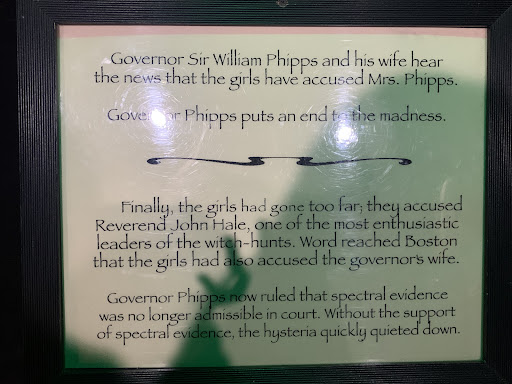 Governor Sir William Phipps and his wife hear
the news that the girls have accused Mrs. Phipps.
Governor Phipps puts an end to the madness.
Finally, the girls had gone too far; they accused
Reverend John Hale, one of the most enthusiastic
leaders of the witch-hunts. Word reached Boston
that the girls had also accused the governor's wife.
Governor Phipps now ruled that spectral evidence
was no longer admissible in court. Without the support
of spectral evidence, the hysteria quickly quieted down.